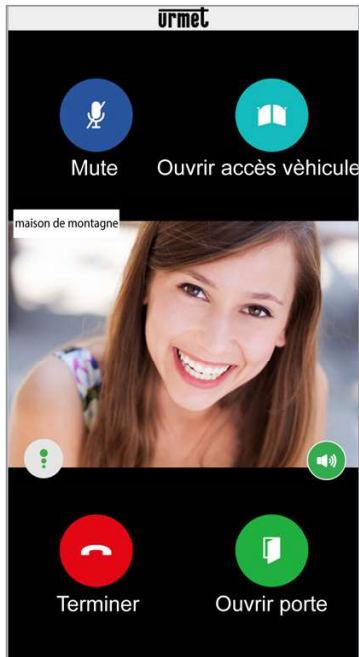 urmet
Mute
Ouvrir accès vèhicule
maison de montagne
Terminer
Ouvrir porte